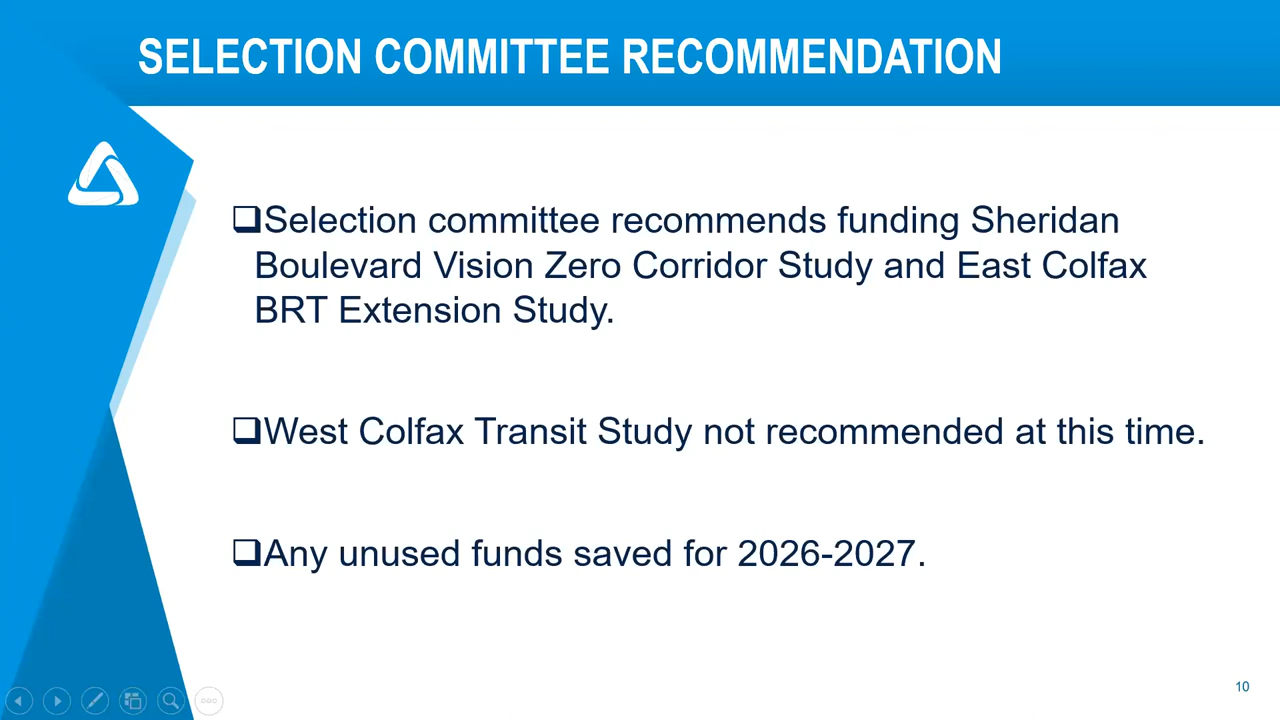 SELECTION COMMITTEE RECOMMENDATION
❑Selection committee recommends funding Sheridan
Boulevard Vision Zero Corridor Study and East Colfax
BRT Extension Study.
❑West Colfax Transit Study not recommended at this time.
❑Any unused funds saved for 2026-2027.
10